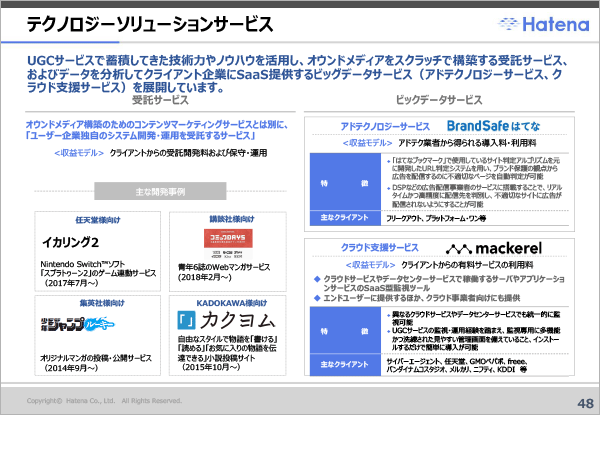 テクノロジーソリューションサービス
Hatena
UGCサービスで蓄積してきた技術力やノウハウを活用し、オウンドメディアをスクラッチで構築する受託サービス、
およびデータを分析してクライアント企業にSaaS提供するビッグデータサービス（アドテクノロジーサービス、ク
ラウド支援サービス）を展開しています。
受託サービス
オウンドメディア構築のためのコンテンツマーケティングサービスとは別に、
「ユーザー企業独自のシステム開発・運用を受託するサービス」
<収益モデル> クライアントからの受託開発料および保守・運用
主な開発事例
任天堂様向け
イカリング2
Nintendo Switch™ソフト
「スプラトゥーン2」のゲーム連動サービス
（2017年7月～）
講談社様向け
コミックDAYS
青年6誌のWebマンガサービス
（2018年2月～）
集英社様向け
少年ジャンプルーキー
オリジナルマンガの投稿・公開サービス
（2014年9月～）
KADOKAWA様向け
カクヨム
自由なスタイルで物語を「書ける」
「読める」「お気に入りの物語を伝
達できる」小説投稿サイト
（2015年10月～）
ビックデータサービス
アドテクノロジーサービス BrandSafe はてな
<収益モデル> アドテク業者から得られる導入料・利用料
特 徴
「はてなブックマーク」で使用しているサイト判定アルゴリズムを元
に開発したURL判定システムを用い、ブランド保護の観点から
広告を配信するのに不適切なページを自動判定が可能
DSPなどの広告配信事業者のサービスに搭載することで、リアル
タイムかつ高精度に配信先を判別し、不適切なサイトに広告が
配信されないようにすることが可能
主なクライアント フリークアウト、プラットフォーム・ワン等
クラウド支援サービス mackerel
<収益モデル> クライアントからの有料サービスの利用料
◆ クラウドサービスやデータセンターサービスで稼働するサーバやアプリケーショ
ンサービスのSaaS型監視ツール
◆ エンドユーザーに提供するほか、クラウド事業者向けにも提供
特 徴
異なるクラウドサービスやデータセンターサービスでも統一的に監
視可能
UGCサービスの監視・運用経験を踏まえ、監視専用に多機能
かつ洗練された見やすい管理画面を備えていること、インストー
ルするだけで簡単に導入が可能
主なクライアント サイバーエージェント、任天堂、GMOペパボ、freee、
バンダイナムコスタジオ、メルカリ、ニフティ、KDDI 等
Copyright© Hatena Co., Ltd. All Rights Reserved.
48